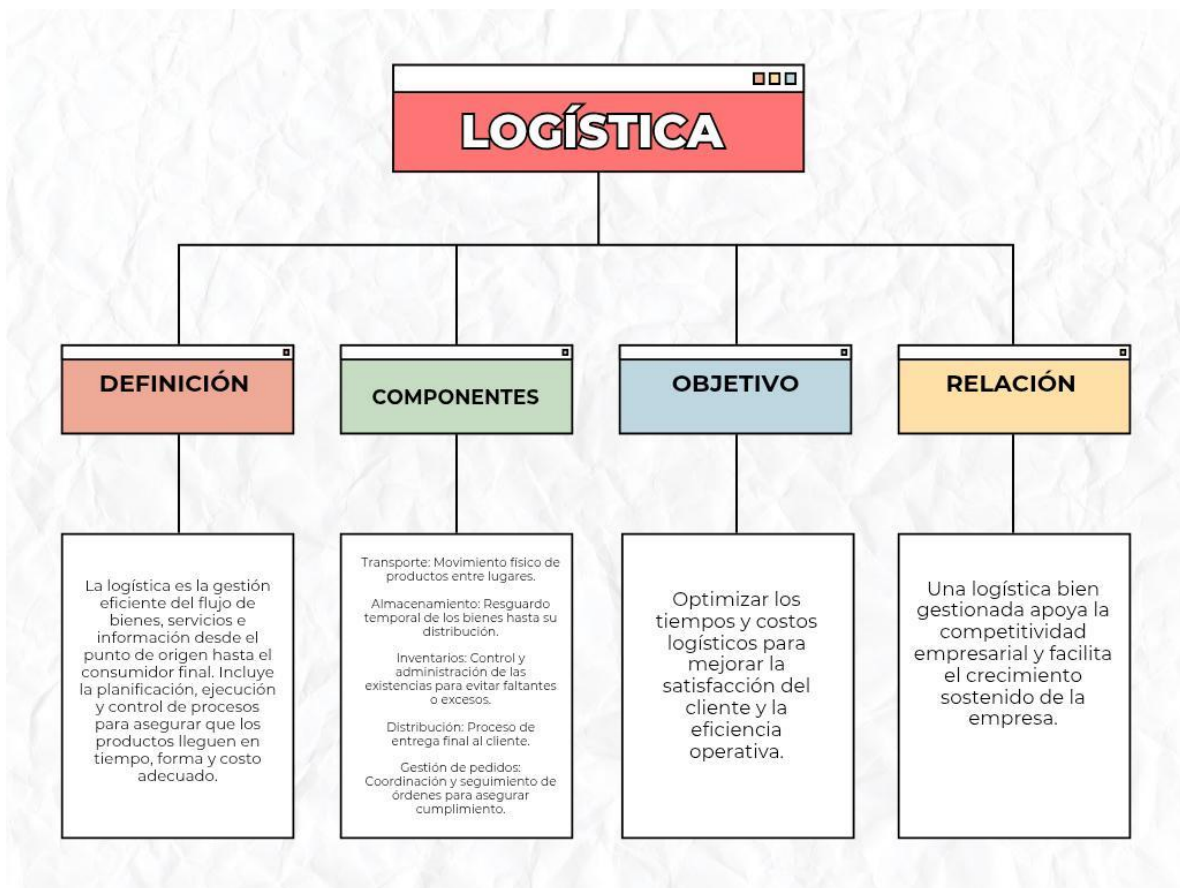 LOGÍSTICA
DEFINICIÓN
COMPONENTES
OBJETIVO
RELACIÓN
La logística es la gestión
eficiente del flujo de
bienes, servicios e
información desde el
punto de origen hasta el
consumidor final. Incluye
la planificación, ejecución
y control de procesos
para asegurar que los
productos lleguen en
tiempo, forma y costo
adecuado.
Transporte: Movimiento físico de
productos entre lugares.
Almacenamiento: Resguardo
temporal de los bienes hasta su
distribución.
Inventarios: Control y
administración de las
existencias para evitar faltantes
o excesos.
Distribución: Proceso de
entrega final al cliente.
Gestión de pedidos:
Coordinación y seguimiento de
órdenes para asegurar
cumplimiento.
Optimizar los
tiempos y costos
logísticos para
mejorar la
satisfacción del
cliente y la
eficiencia
operativa.
Una logística bien
gestionada apoya la
competitividad
empresarial y facilita
el crecimiento
sostenido de la
empresa.